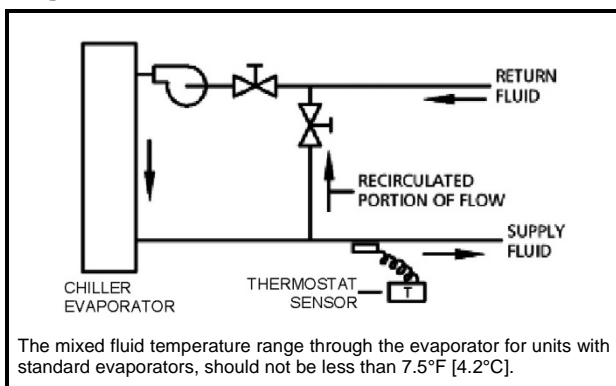 RETURN
FLUID
RECIRCULATED
PORTION OF FLOW
SUPPLY
FLUID
CHILLER
EVAPORATOR
THERMOSTAT
SENSOR
T
The mixed fluid temperature range through the evaporator for units with
standard evaporators, should not be less than 7.5°F [4.2°C].